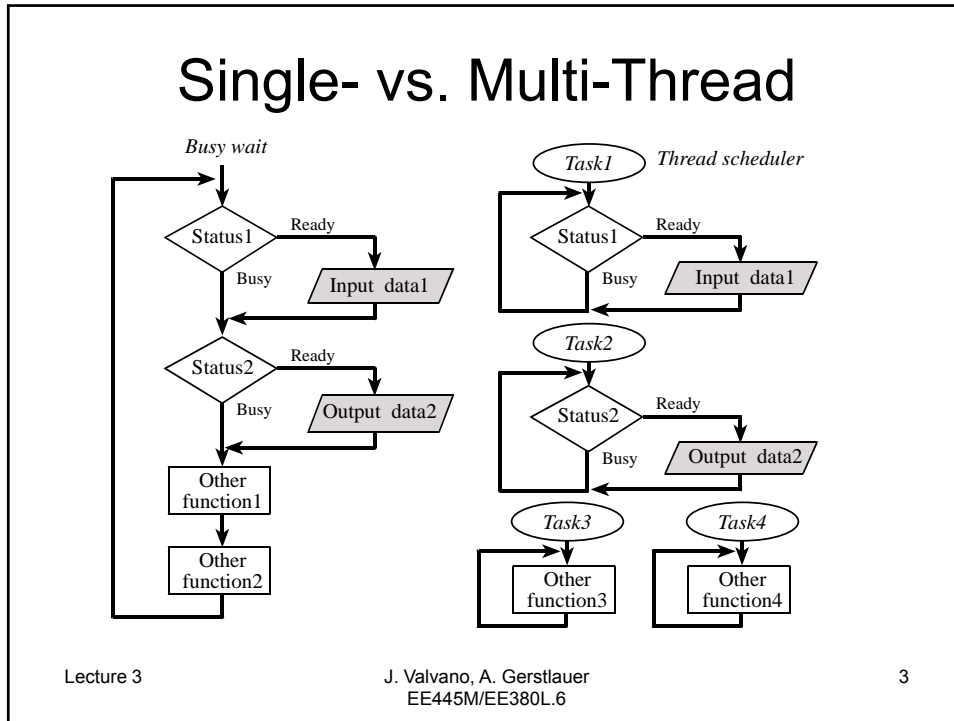 Single- vs. Multi-Thread
Busy wait
Status1
Ready
Busy
Input data1
Status2
Ready
Busy
Output data2
Other
function1
Other
function2
Task1
Thread scheduler
Status1
Ready
Busy
Input data1
Task2
Status2
Ready
Busy
Output data2
Task3
Other
function3
Task4
Other
function4
Lecture 3
J. Valvano, A. Gerstlauer
EE445M/EE380L.6
3